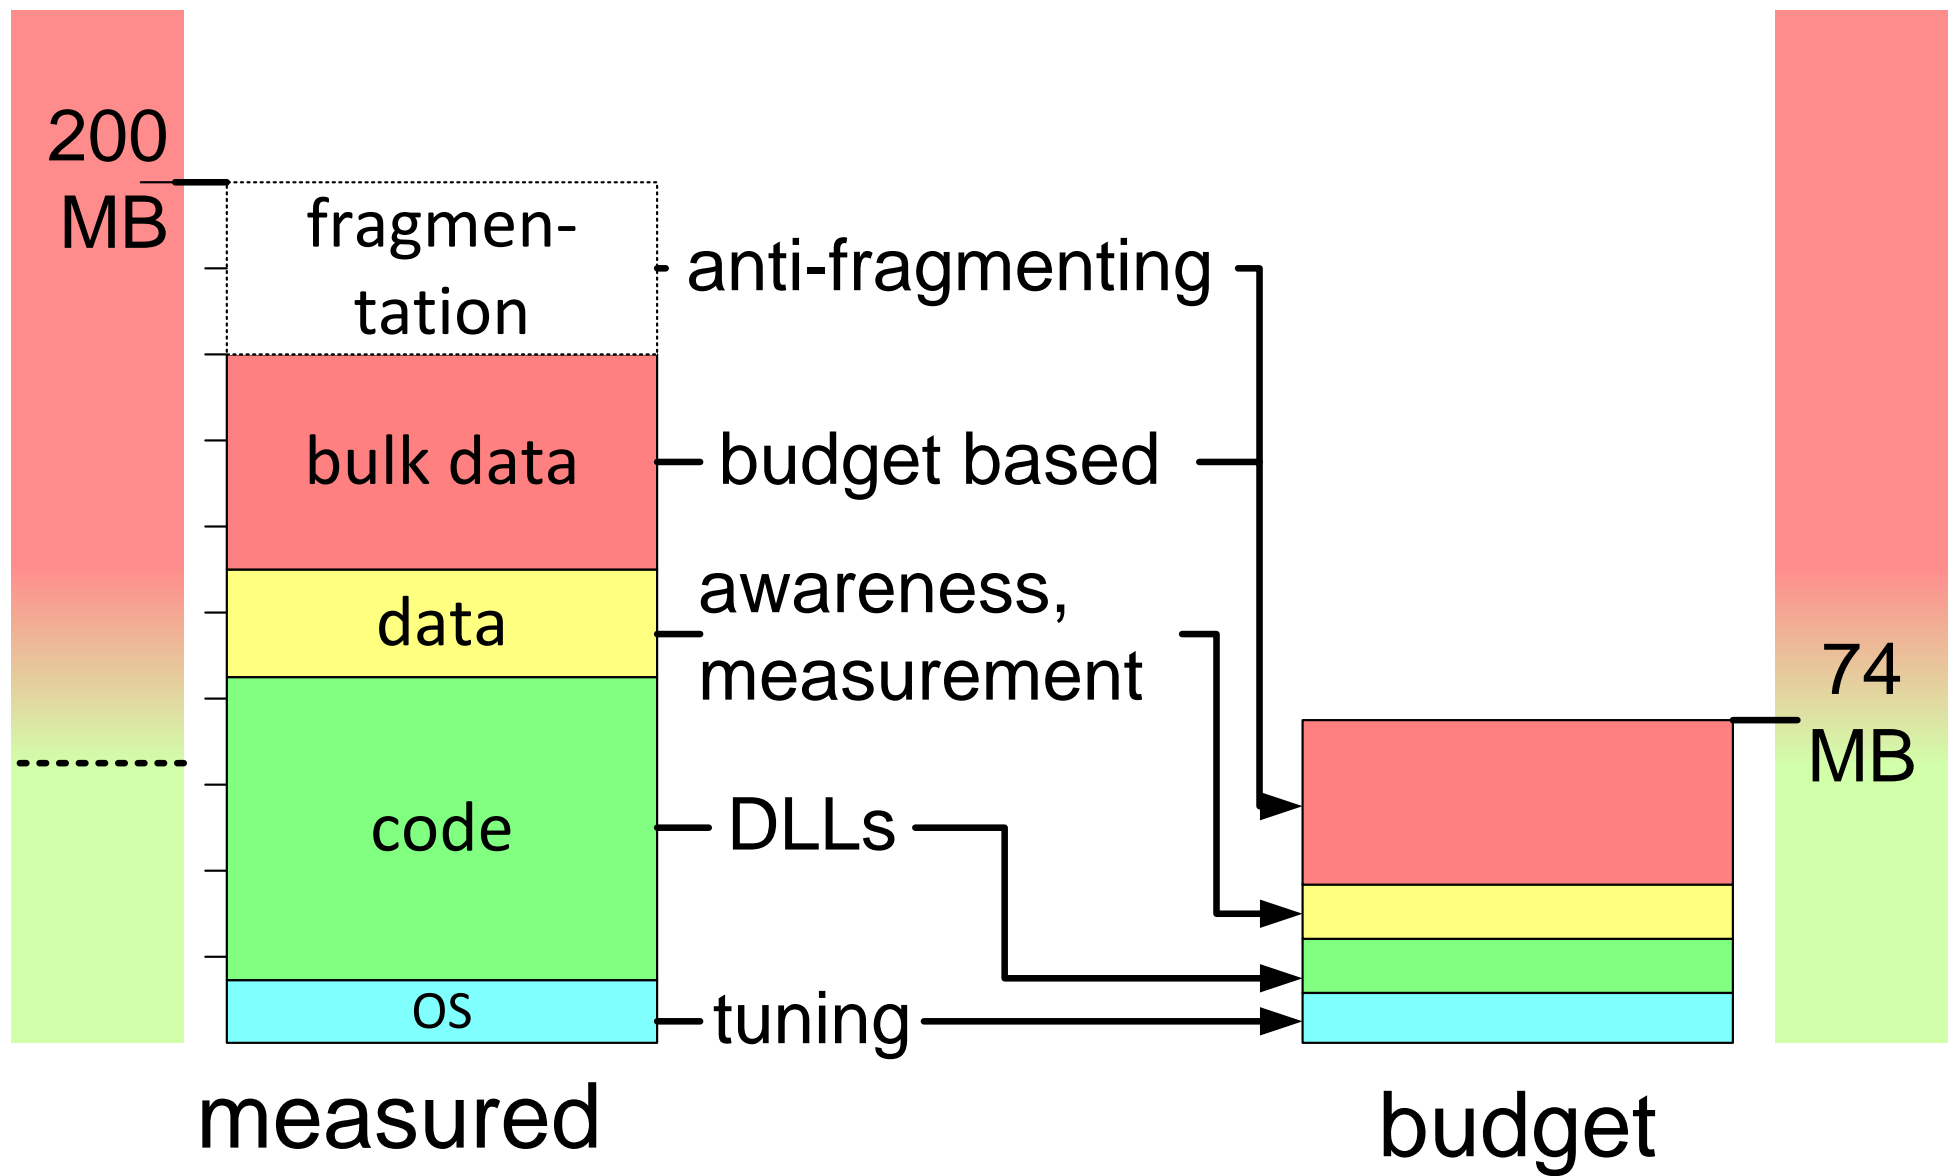 200
MB
fragmen-
tation
anti-fragmenting
bulk data
budget based
data
awareness,
measurement
74
MB
code
DLLs
OS
tuning
measured
budget